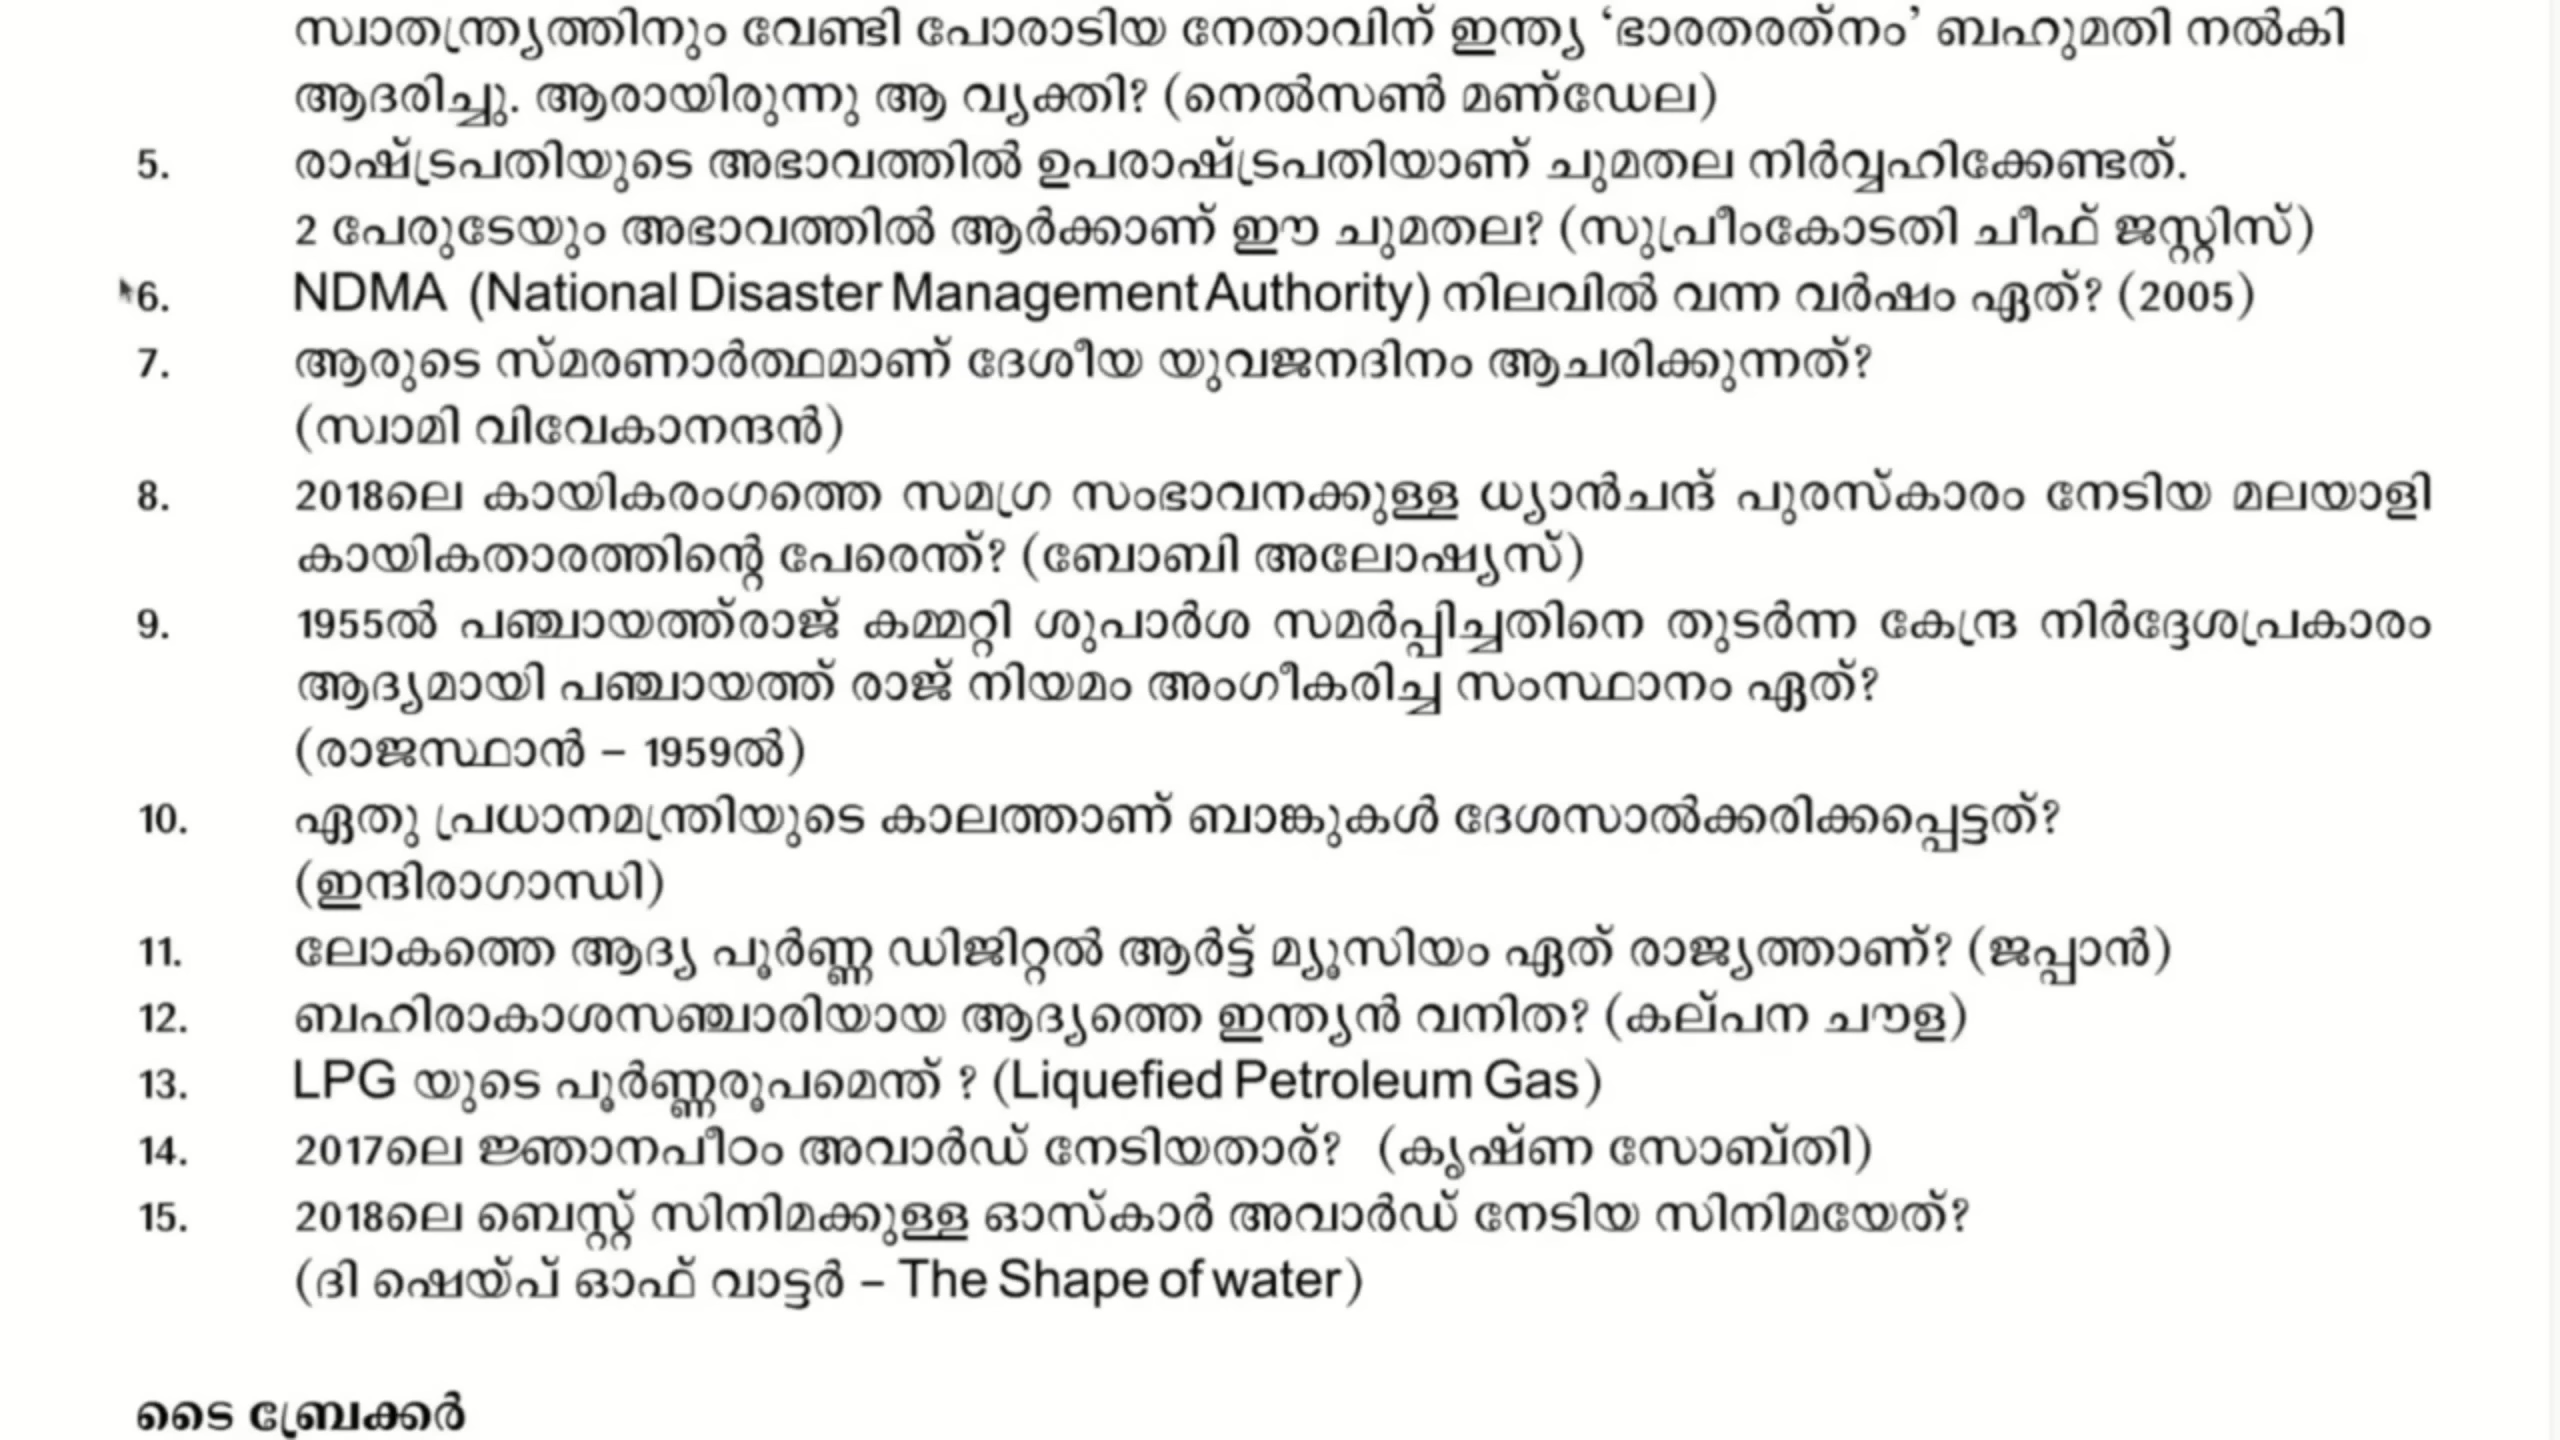 സ്വാതന്ത്ര്യത്തിനും വേണ്ടി പോരാടിയ നേതാവിന് ഇന്ത്യ ‘ഭാരതരത്‌നം’ ബഹുമതി നൽകി
ആദരിച്ചു. ആരായിരുന്നു ആ വ്യക്തി? (നെൽസൺ മണ്ഡേല)
5. രാഷ്ട്രപതിയുടെ അഭാവത്തിൽ ഉപരാഷ്ട്രപതിയാണ് ചുമതല നിർവ്വഹിക്കേണ്ടത്.
2 പേരുടേയും അഭാവത്തിൽ ആർക്കാണ് ഈ ചുമതല? (സുപ്രീംകോടതി ചീഫ് ജസ്റ്റിസ്)
6. NDMA (National Disaster Management Authority) നിലവിൽ വന്ന വർഷം ഏത്? (2005)
7. ആരുടെ സ്മരണാർത്ഥമാണ് ദേശീയ യുവജനദിനം ആചരിക്കുന്നത്?
(സ്വാമി വിവേകാനന്ദൻ)
8. 2018ലെ കായികരംഗത്തെ സമഗ്ര സംഭാവനക്കുള്ള ധ്യാൻചന്ദ് പുരസ്‌കാരം നേടിയ മലയാളി
കായികതാരത്തിന്റെ പേരെന്ത്? (ബോബി അലോഷ്യസ്)
9. 1955ൽ പഞ്ചായത്ത്‌രാജ് കമ്മറ്റി ശുപാർശ സമർപ്പിച്ചതിനെ തുടർന്ന കേന്ദ്ര നിർദ്ദേശപ്രകാരം
ആദ്യമായി പഞ്ചായത്ത് രാജ് നിയമം അംഗീകരിച്ച സംസ്ഥാനം ഏത്?
(രാജസ്ഥാൻ – 1959ൽ)
10. ഏതു പ്രധാനമന്ത്രിയുടെ കാലത്താണ് ബാങ്കുകൾ ദേശസാൽക്കരിക്കപ്പെട്ടത്?
(ഇന്ദിരാഗാന്ധി)
11. ലോകത്തെ ആദ്യ പൂർണ്ണ ഡിജിറ്റൽ ആർട്ട് മ്യൂസിയം ഏത് രാജ്യത്താണ്? (ജപ്പാൻ)
12. ബഹിരാകാശസഞ്ചാരിയായ ആദ്യത്തെ ഇന്ത്യൻ വനിത? (കല്പന ചൗള)
13. LPG യുടെ പൂർണ്ണരൂപമെന്ത് ? (Liquefied Petroleum Gas)
14. 2017ലെ ജ്ഞാനപീഠം അവാർഡ് നേടിയതാര്? (കൃഷ്ണ സോബ്തി)
15. 2018ലെ ബെസ്റ്റ് സിനിമക്കുള്ള ഓസ്‌കാർ അവാർഡ് നേടിയ സിനിമയേത്?
(ദി ഷെയ്പ് ഓഫ് വാട്ടർ – The Shape of water)
ടൈ ബ്രേക്കർ